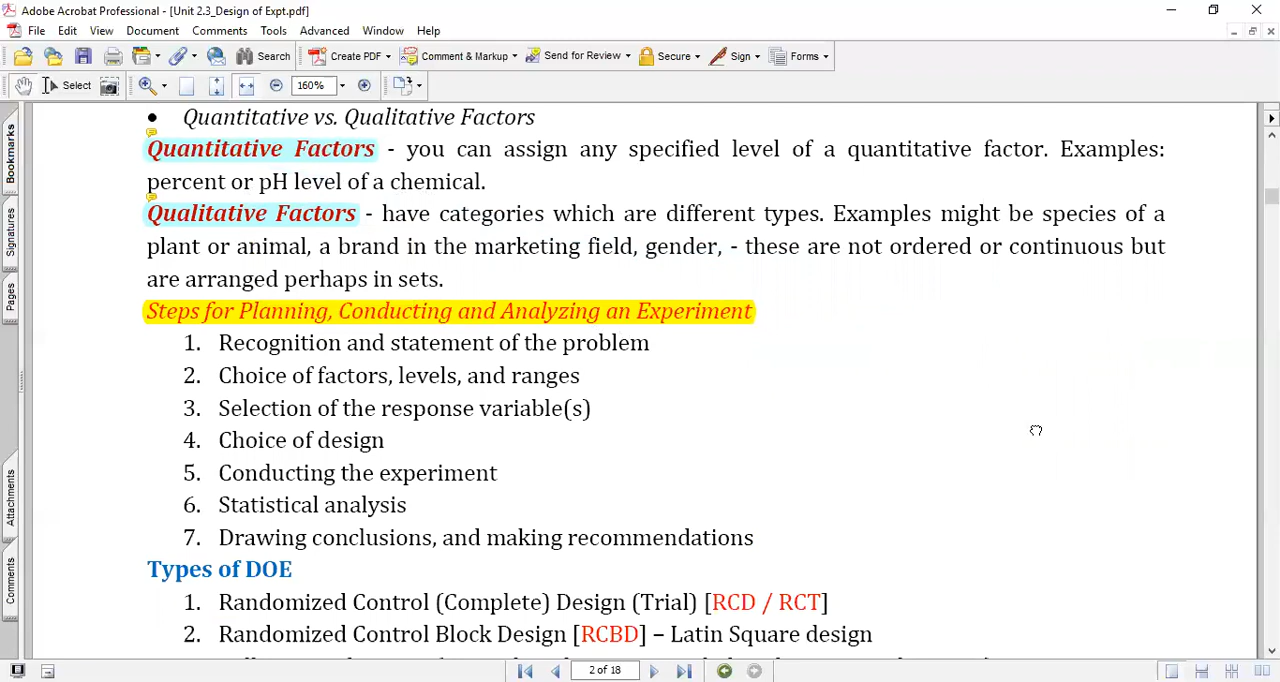 Adobe Acrobat Professional - [Unit 2.3_Design of Expt.pdf]
File Edit View Document Comments Tools Advanced Window Help
Search Create PDF Comment & Markup Send for Review Secure Sign Forms
Select 160%
• Quantitative vs. Qualitative Factors
Quantitative Factors - you can assign any specified level of a quantitative factor. Examples:
percent or pH level of a chemical.
Qualitative Factors - have categories which are different types. Examples might be species of a
plant or animal, a brand in the marketing field, gender, - these are not ordered or continuous but
are arranged perhaps in sets.
Steps for Planning, Conducting and Analyzing an Experiment
1. Recognition and statement of the problem
2. Choice of factors, levels, and ranges
3. Selection of the response variable(s)
4. Choice of design
5. Conducting the experiment
6. Statistical analysis
7. Drawing conclusions, and making recommendations
Types of DOE
1. Randomized Control (Complete) Design (Trial) [RCD / RCT]
2. Randomized Control Block Design [RCBD] – Latin Square design
Bookmarks
Signatures
Pages
Attachments
Comments
2 of 18